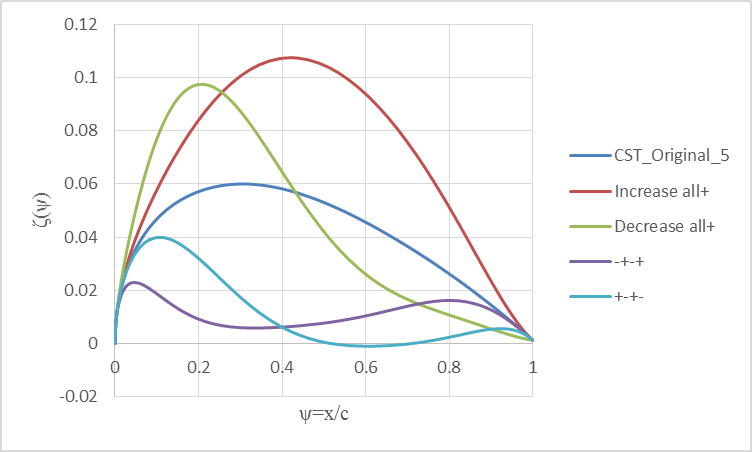 0.12
0.1
0.08
0.06
0.04
0.02
0
-0.02
ζ(ψ)
0 0.2 0.4 0.6 0.8 1
ψ=x/c
CST_Original_5
Increase all+
Decrease all+
-+-+
+-+-